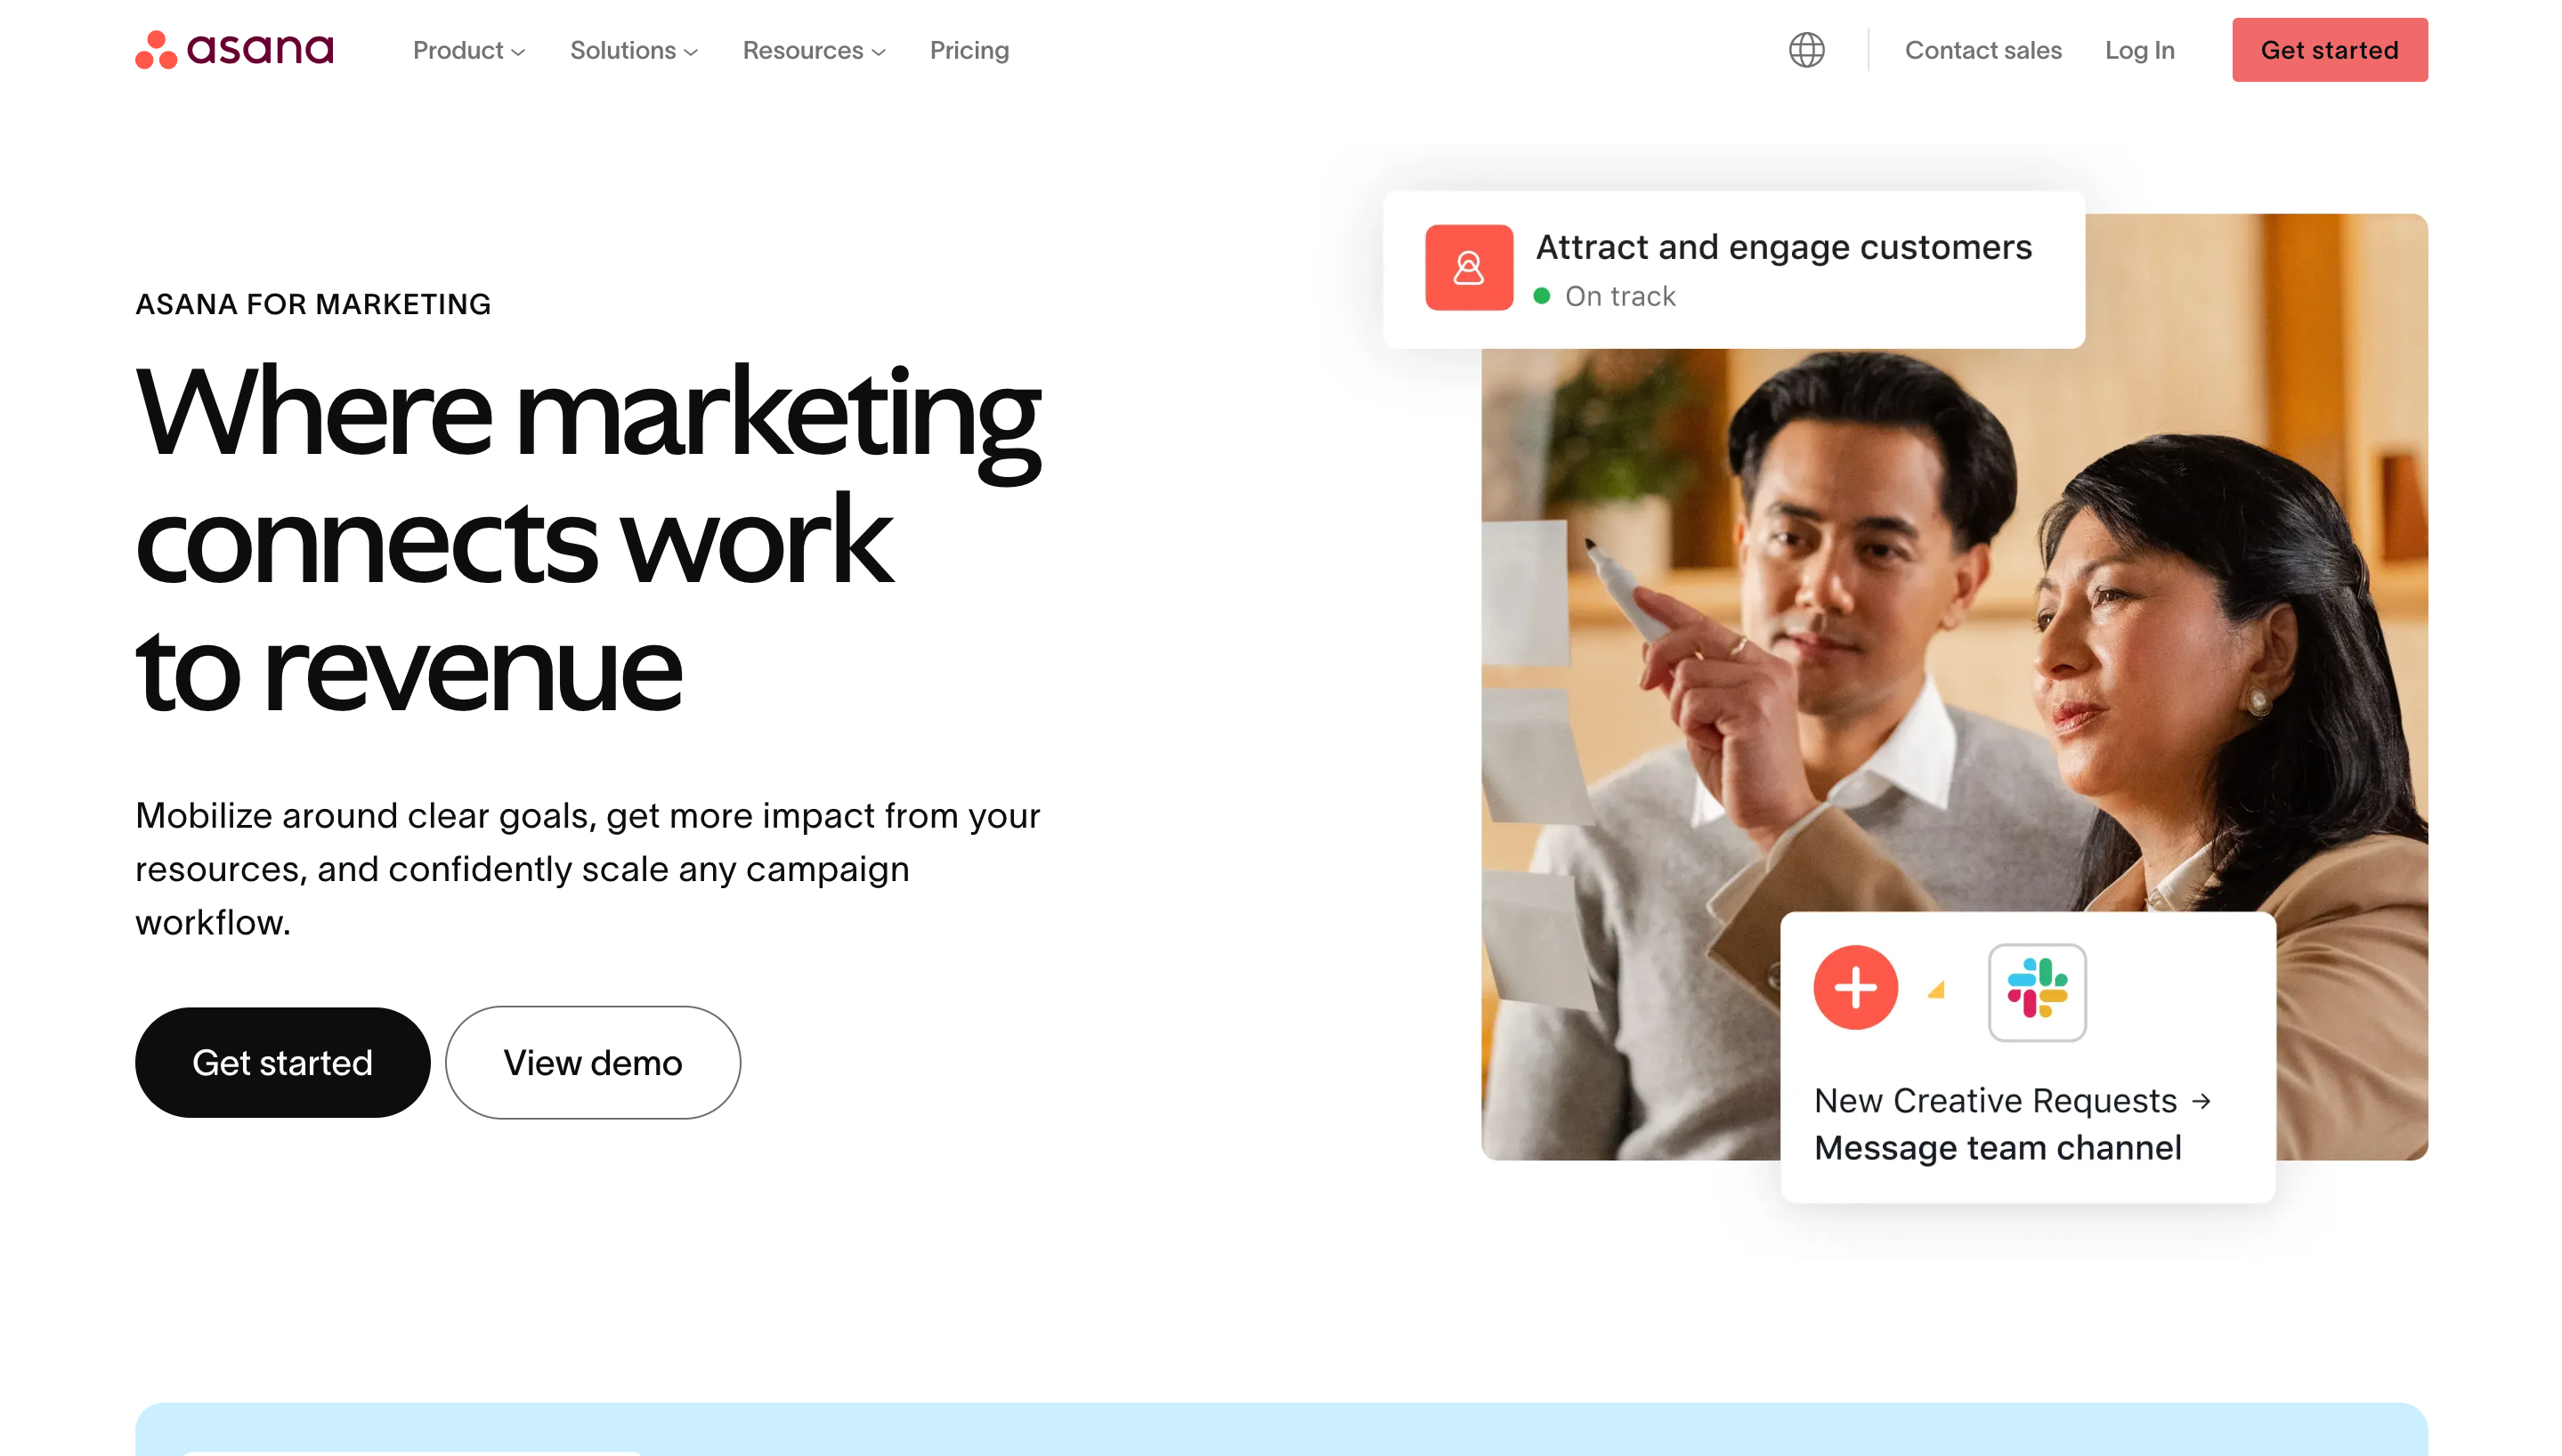 asana
Product
Solutions
Resources
Pricing
Contact sales
Log In
Get started
ASANA FOR MARKETING
Where marketing
connects work
to revenue
Mobilize around clear goals, get more impact from your
resources, and confidently scale any campaign
workflow.
Get started
View demo
Attract and engage customers
On track
New Creative Requests →
Message team channel